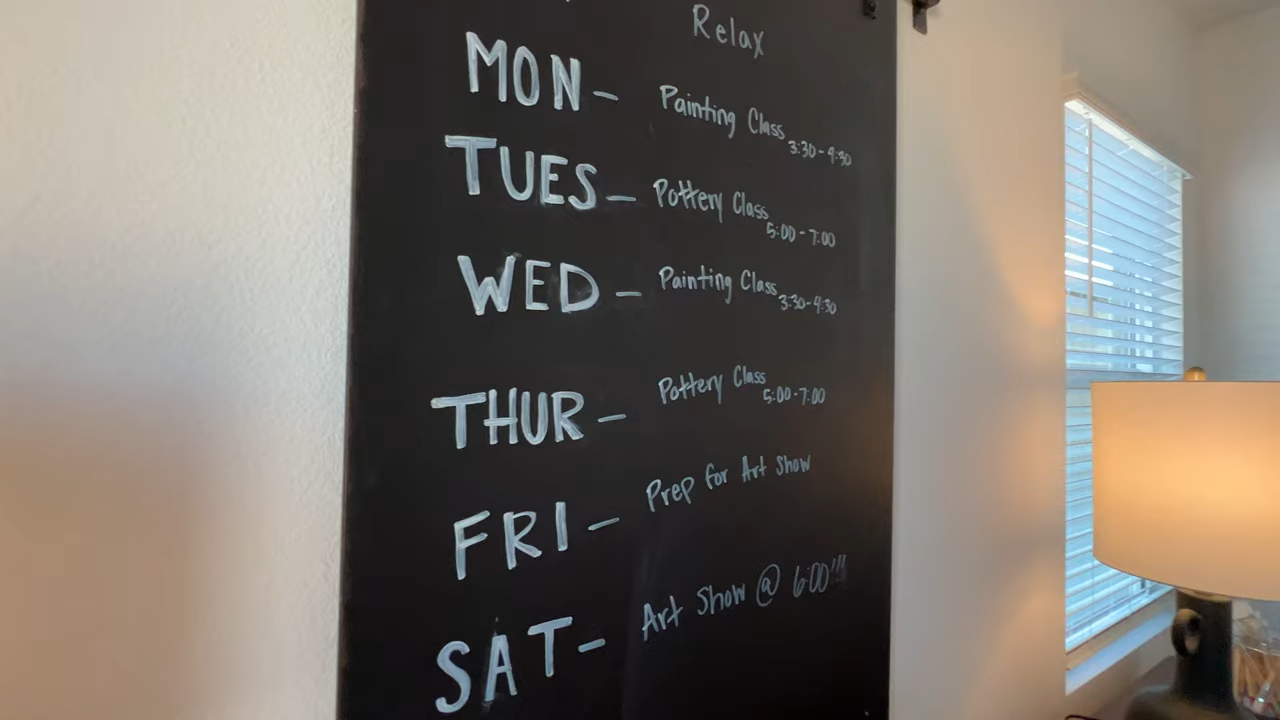 Relax
MON - Painting Class 3:30-4:30
TUES - Pottery Class 5:00-7:00
WED - Painting Class 3:30-4:30
THUR - Pottery Class 5:00-7:00
FRI - Prep for Art Show
SAT - Art Show @ 6:00!!!